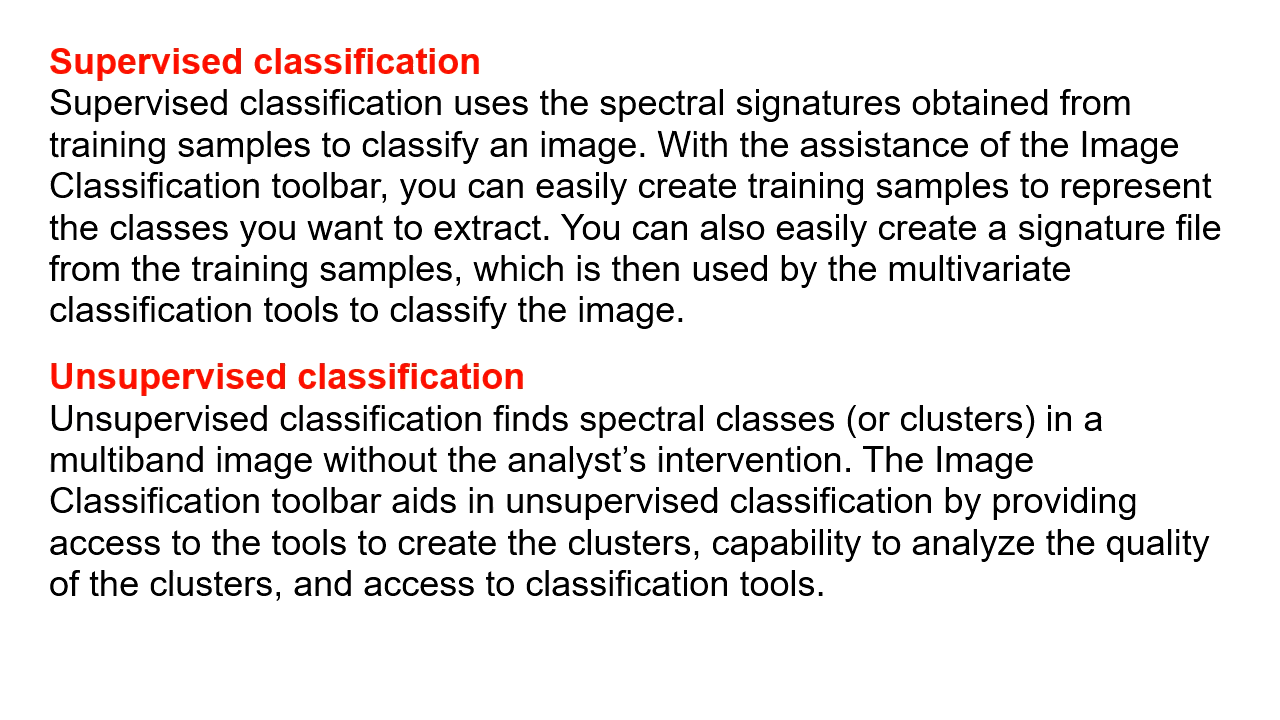 Supervised classification
Supervised classification uses the spectral signatures obtained from
training samples to classify an image. With the assistance of the Image
Classification toolbar, you can easily create training samples to represent
the classes you want to extract. You can also easily create a signature file
from the training samples, which is then used by the multivariate
classification tools to classify the image.
Unsupervised classification
Unsupervised classification finds spectral classes (or clusters) in a
multiband image without the analyst’s intervention. The Image
Classification toolbar aids in unsupervised classification by providing
access to the tools to create the clusters, capability to analyze the quality
of the clusters, and access to classification tools.